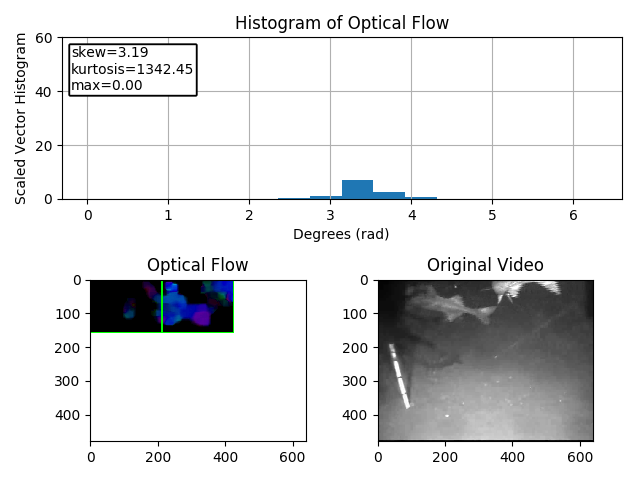 Histogram of Optical Flow
60
skew=3.19
kurtosis=1342.45
max=0.00
40
20
0
Scaled Vector Histogram
0 1 2 3 4 5 6
Degrees (rad)
Optical Flow
0
100
200
300
400
0 200 400 600
Original Video
0
100
200
300
400
0 200 400 600